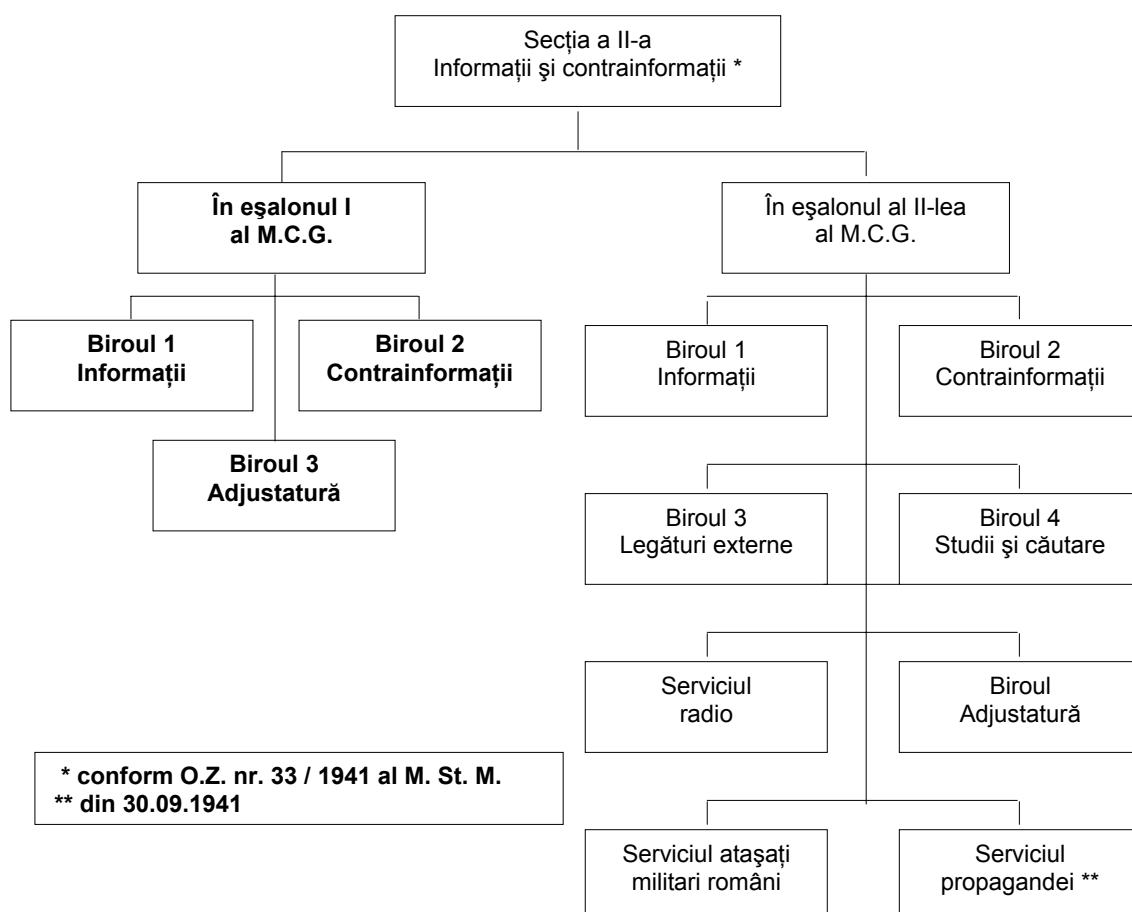 Secția a II-a
Informații şi contrainformații *
În eşalonul I
al M.C.G.
În eşalonul al II-lea
al M.C.G.
Biroul 1
Informații
Biroul 2
Contrainformații
Biroul 3
Adjustatură
Biroul 1
Informații
Biroul 2
Contrainformații
Biroul 3
Legături externe
Biroul 4
Studii şi căutare
Serviciul
radio
Biroul
Adjustatură
* conform O.Z. nr. 33 / 1941 al M. St. M.
** din 30.09.1941
Serviciul ataşați
militari români
Serviciul
propagandei **